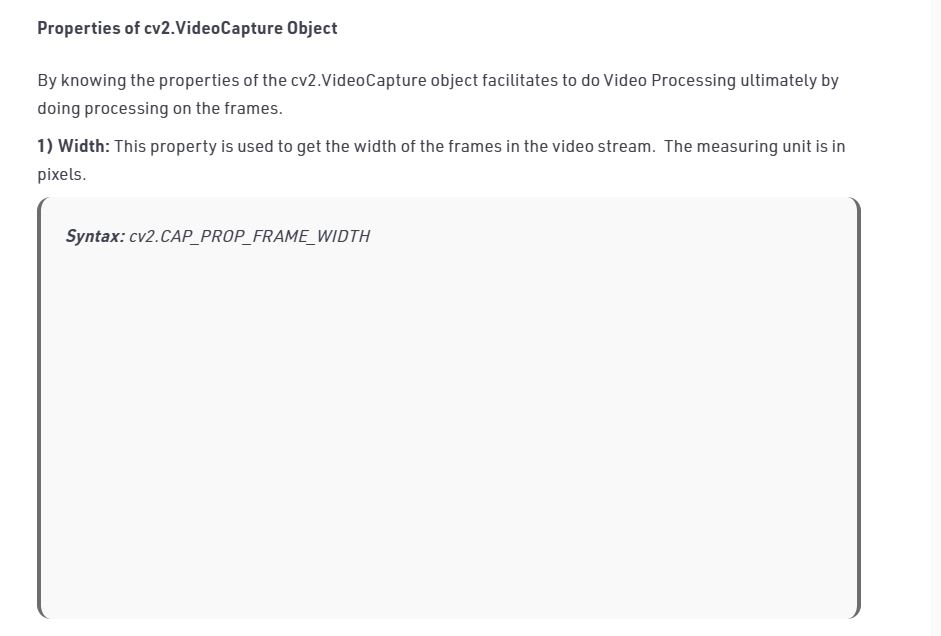 Properties of cv2.VideoCapture Object
By knowing the properties of the cv2.VideoCapture object facilitates to do Video Processing ultimately by
doing processing on the frames.
1) Width: This property is used to get the width of the frames in the video stream.  The measuring unit is in
pixels.
Syntax: cv2.CAP_PROP_FRAME_WIDTH